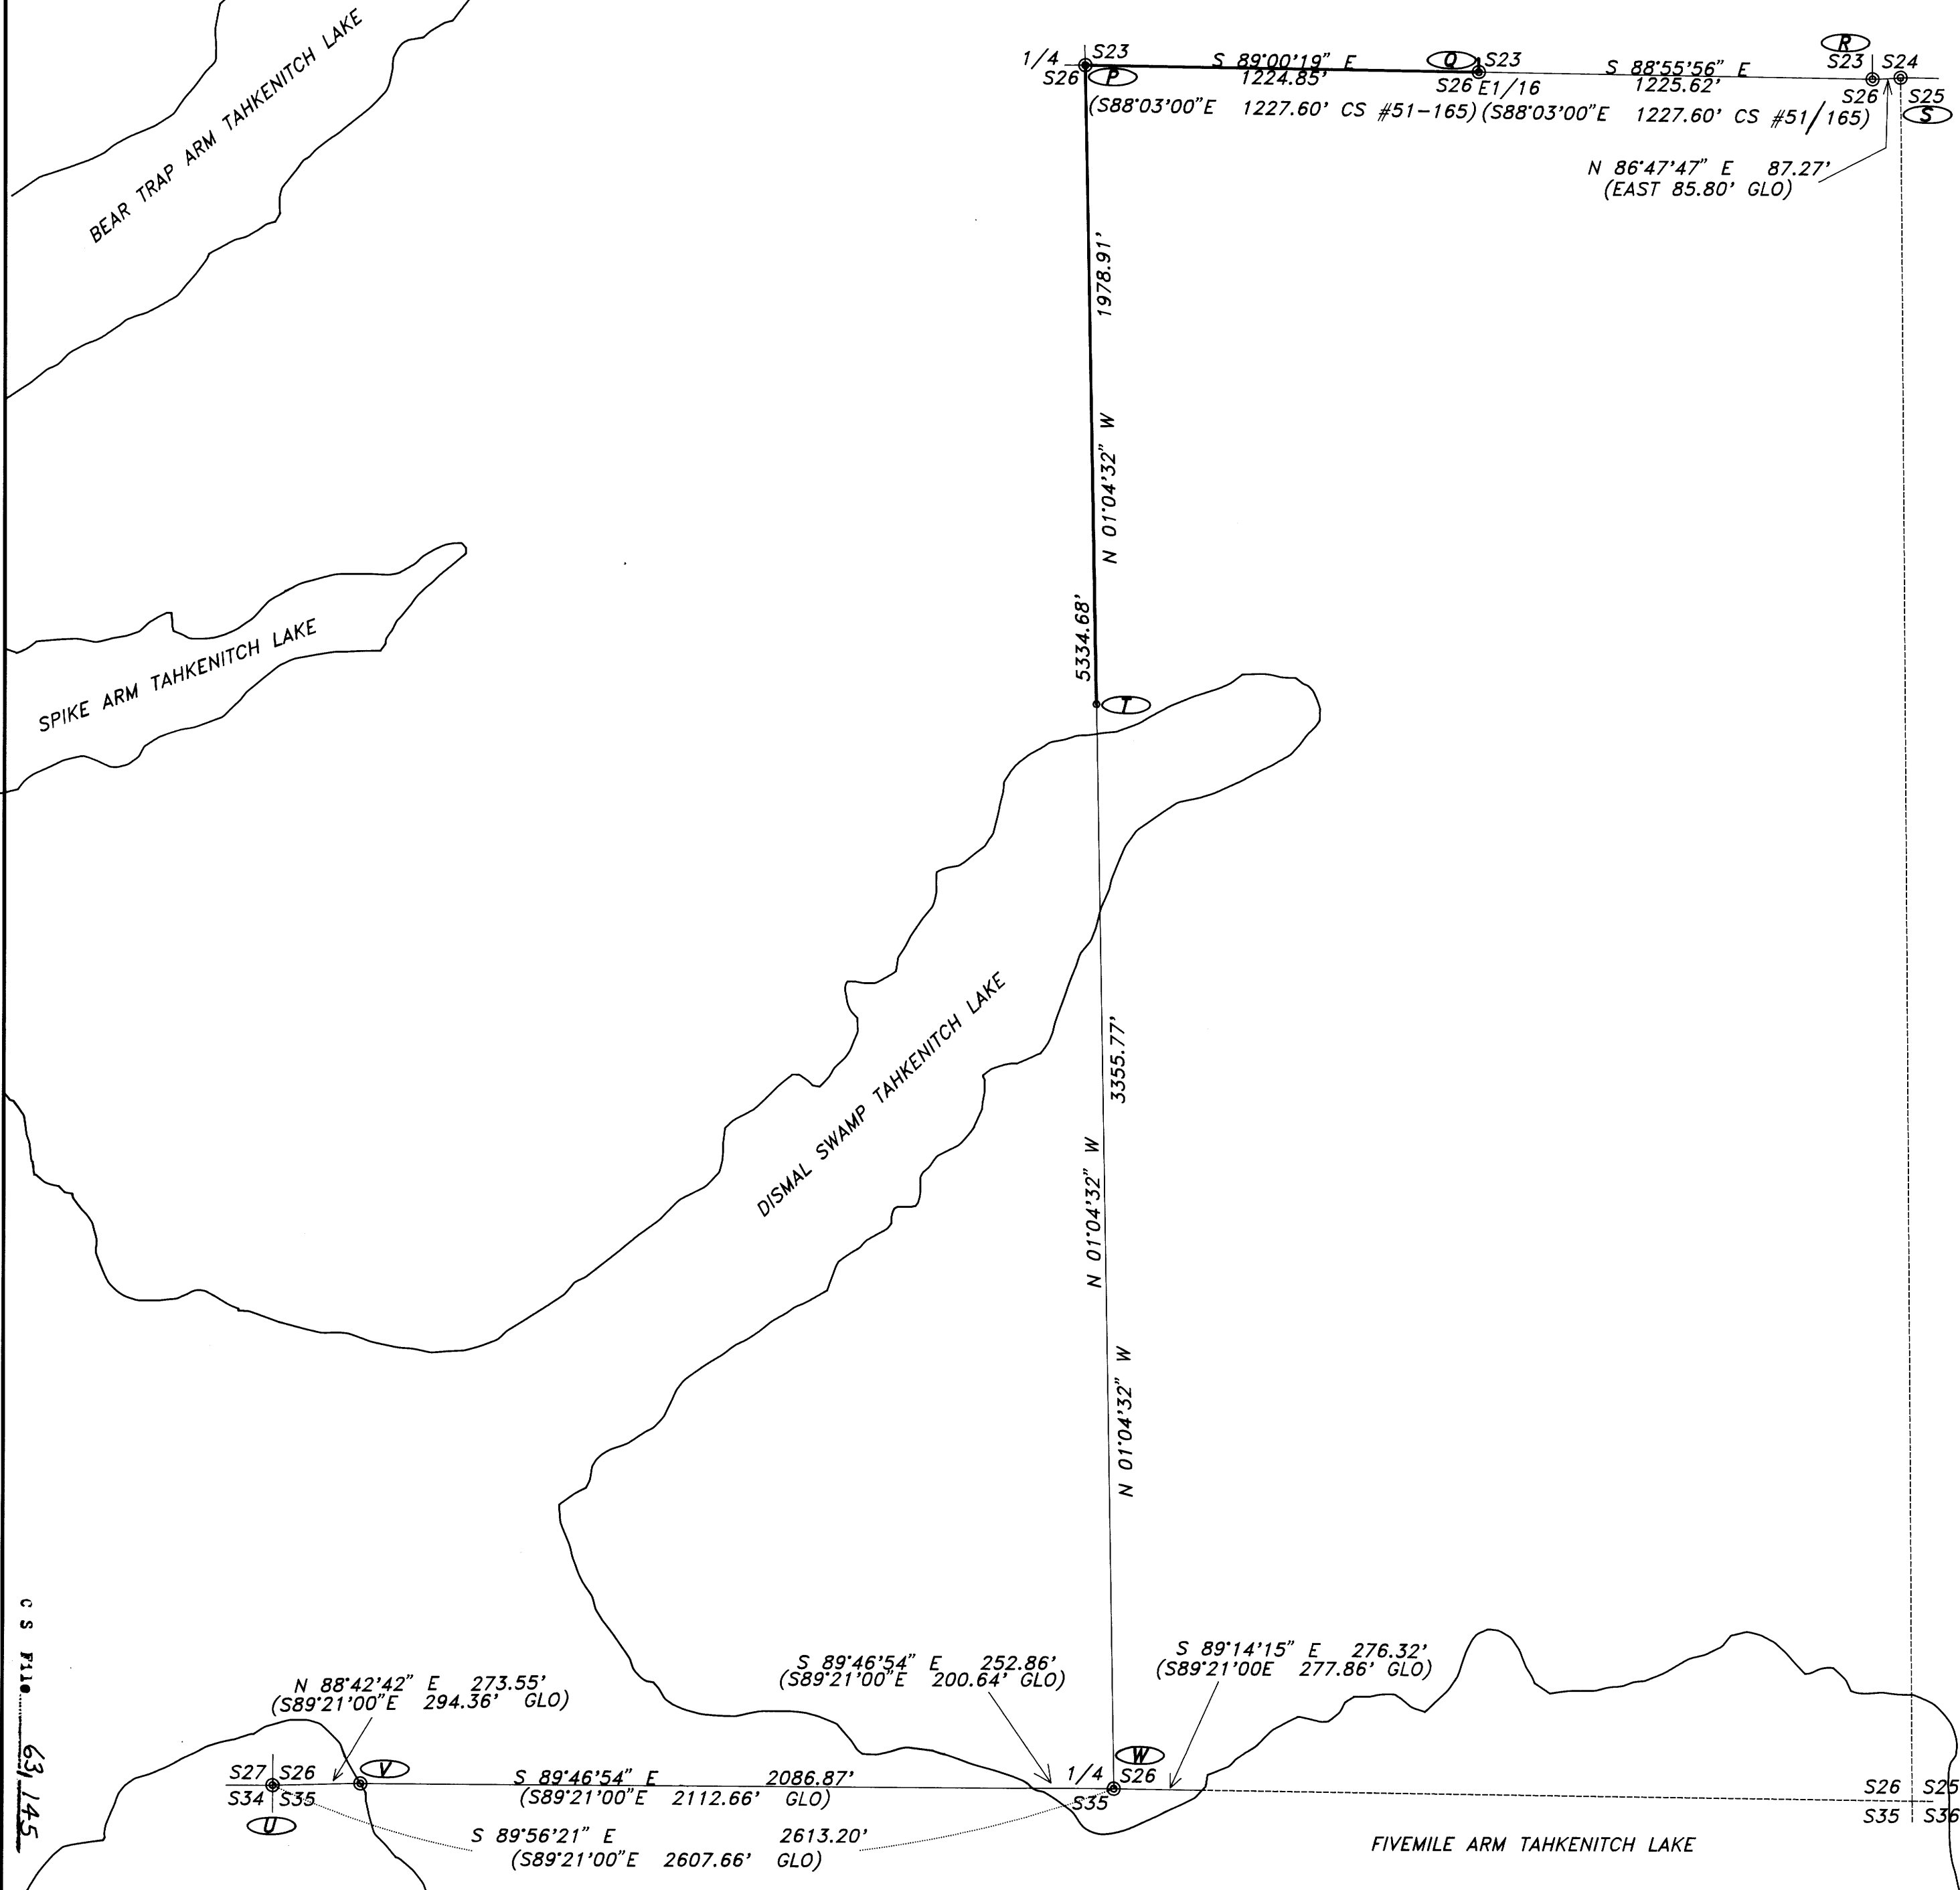 BEAR TRAP ARM TAHKENITCH LAKE
1/4
S23
S26
P
S 89°00'19" E
1224.85'
(S88°03'00"E 1227.60' CS #51-165)
Q
S23
S26 E1/16
S 88°55'56" E
1225.62'
(S88°03'00"E 1227.60' CS #51/165)
R
S23 S24
S26 S25
S
N 86°47'47" E 87.27'
(EAST 85.80' GLO)
1978.91'
N 01°04'32" W
5334.68'
T
SPIKE ARM TAHKENITCH LAKE
DISMAL SWAMP TAHKENITCH LAKE
3355.77'
N 01°04'32" W
N 01°04'32" W
N 88°42'42" E 273.55'
(S89°21'00"E 294.36' GLO)
S 89°46'54" E 252.86'
(S89°21'00"E 200.64' GLO)
S 89°14'15" E 276.32'
(S89°21'00E 277.86' GLO)
S27 S26
S34 S35
U
V
S 89°46'54" E 2086.87'
(S89°21'00"E 2112.66' GLO)
S 89°56'21" E 2613.20'
(S89°21'00"E 2607.66' GLO)
W
1/4 S26
S35
S26 S25
S35 S36
FIVEMILE ARM TAHKENITCH LAKE
C S File 63/145